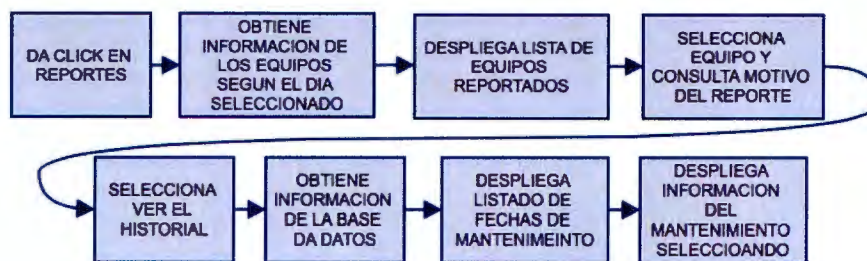 DA CLICK EN
REPORTES
OBTIENE
INFORMACION DE
LOS EQUIPOS
SEGUN EL DIA
SELECCIONADO
DESPLIEGA LISTA DE
EQUIPOS
REPORTADOS
SELECCIONA
EQUIPO Y
CONSULTA MOTIVO
DEL REPORTE
SELECCIONA
VER EL
HISTORIAL
OBTIENE
INFORMACION
DE LA BASE
DA DATOS
DESPLIEGA
LISTADO DE
FECHAS DE
MANTENIMEINTO
DESPLIEGA
INFORMACION
DEL
MANTENIMIENTO
SELECCIOANDO